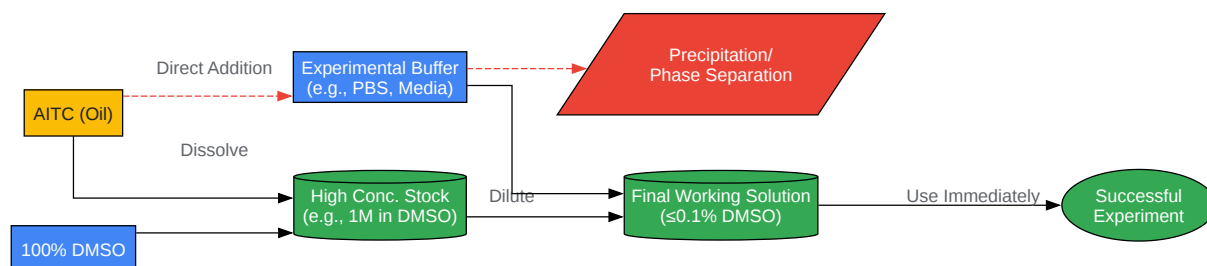 Direct Addition
Experimental Buffer
(e.g., PBS, Media)
Precipitation/
Phase Separation
AITC (Oil)
Dissolve
High Conc. Stock
(e.g., 1M in DMSO)
Dilute
Final Working Solution
(≤0.1% DMSO)
Use Immediately
Successful
Experiment
100% DMSO